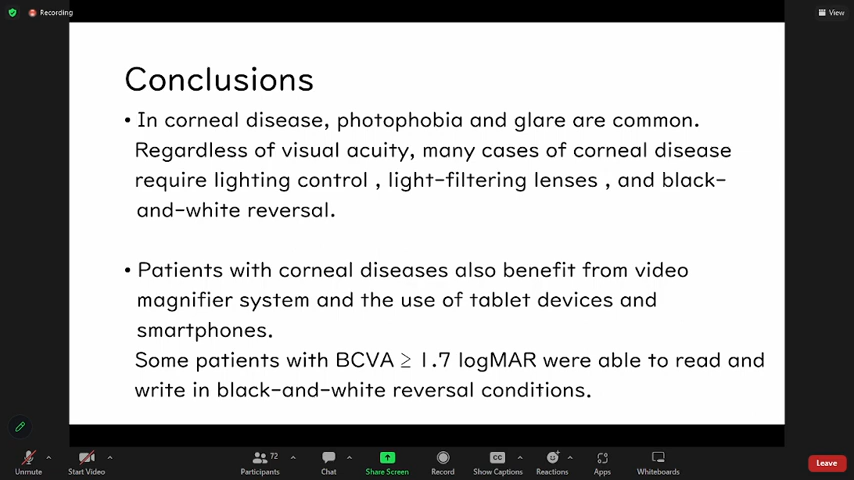 Recording
View
Conclusions
• In corneal disease, photophobia and glare are common.
Regardless of visual acuity, many cases of corneal disease
require lighting control , light-filtering lenses , and black-
and-white reversal.
• Patients with corneal diseases also benefit from video
magnifier system and the use of tablet devices and
smartphones.
Some patients with BCVA ≥ 1.7 logMAR were able to read and
write in black-and-white reversal conditions.
72
CC
Unmute
Start Video
Participants
Chat
Share Screen
Record
Show Captions
Reactions
Apps
Whiteboards
Leave